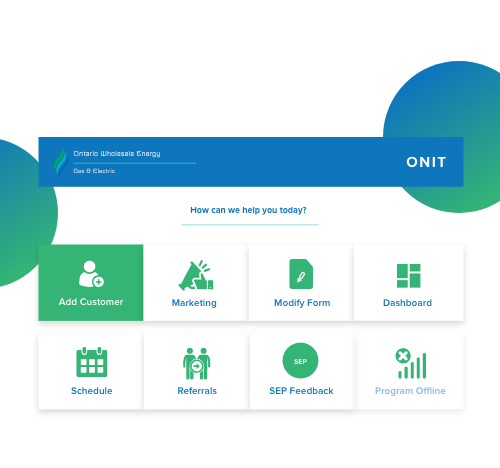 Ontario Wholesale Energy
Gas & Electric
ONIT
How can we help you today?
Add Customer
Marketing
Modify Form
Dashboard
Schedule
Referrals
SEP
SEP Feedback
Program Offline